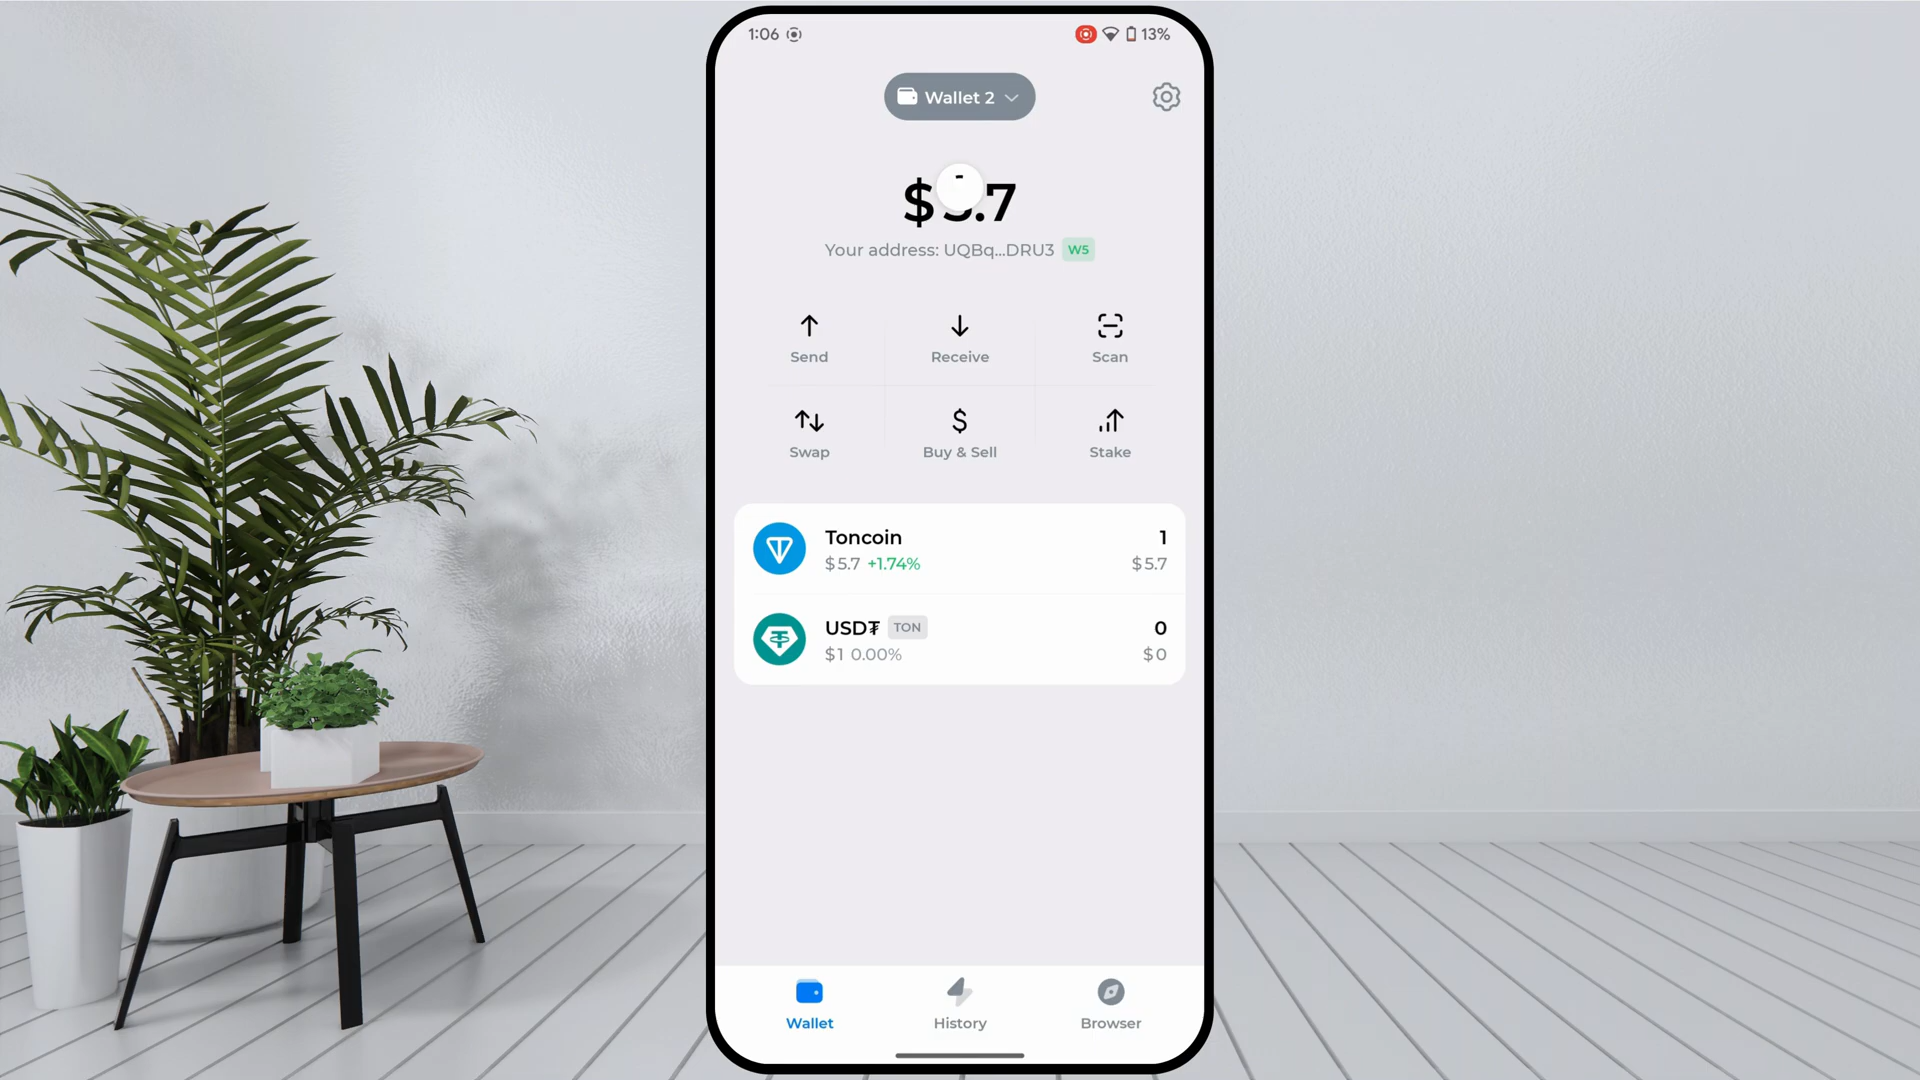 1:06 13%
Wallet 2
$5.7
Your address: UQBq...DRU3 W5
Send Receive Scan
Swap Buy & Sell Stake
Toncoin 1
$5.7 +1.74% $5.7
USD₮ TON 0
$1 0.00% $0
Wallet History Browser